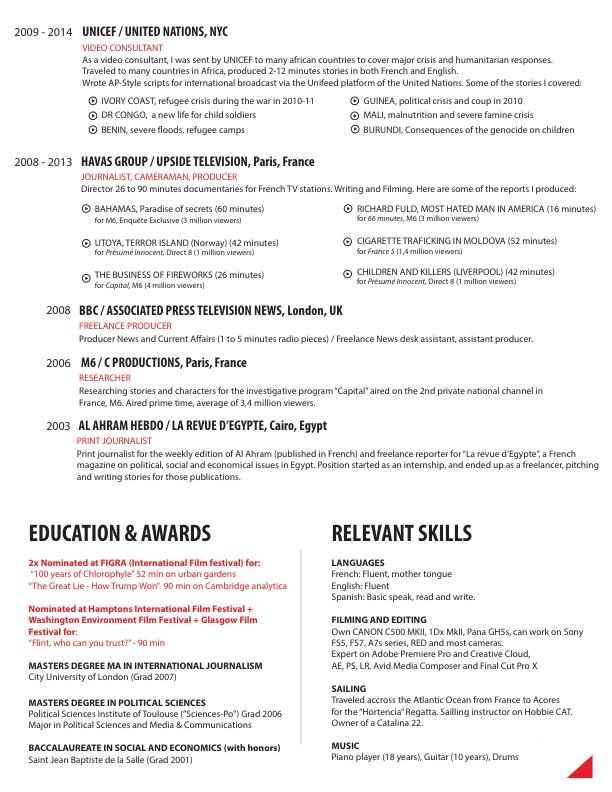 2009 - 2014 UNICEF / UNITED NATIONS, NYC
VIDEO CONSULTANT
As a video consultant, I was sent by UNICEF to many african countries to cover major crisis and humanitarian responses.
Traveled to many countries in Africa, produced 2-12 minutes stories in both French and English.
Wrote AP-Style scripts for international broadcast via the Unifeed platform of the United Nations. Some of the stories I covered:
IVORY COAST, refugee crisis during the war in 2010-11
DR CONGO, a new life for child soldiers
BENIN, severe floods, refugee camps
GUINEA, political crisis and coup in 2010
MALI, malnutrition and severe famine crisis
BURUNDI, Consequences of the genocide on children
2008 - 2013 HAVAS GROUP / UPSIDE TELEVISION, Paris, France
JOURNALIST, CAMERAMAN, PRODUCER
Director 26 to 90 minutes documentaries for French TV stations. Writing and Filming. Here are some of the reports I produced:
BAHAMAS, Paradise of secrets (60 minutes)
for M6, Enquête Exclusive (3 million viewers)
UTOYA, TERROR ISLAND (Norway) (42 minutes)
for Présumé Innocent, Direct 8 (1 million viewers)
THE BUSINESS OF FIREWORKS (26 minutes)
for Capital, M6 (4 million viewers)
RICHARD FULD, MOST HATED MAN IN AMERICA (16 minutes)
for 66 minutes, M6 (3 million viewers)
CIGARETTE TRAFICKING IN MOLDOVA (52 minutes)
for France 5 (1,4 million viewers)
CHILDREN AND KILLERS (LIVERPOOL) (42 minutes)
for Présumé Innocent, Direct 8 (1 million viewers)
2008 BBC / ASSOCIATED PRESS TELEVISION NEWS, London, UK
FREELANCE PRODUCER
Producer News and Current Affairs (1 to 5 minutes radio pieces) / Freelance News desk assistant, assistant producer.
2006 M6 / C PRODUCTIONS, Paris, France
RESEARCHER
Researching stories and characters for the investigative program "Capital" aired on the 2nd private national channel in
France, M6. Aired prime time, average of 3,4 million viewers.
2003 AL AHRAM HEBDO / LA REVUE D'EGYPTE, Cairo, Egypt
PRINT JOURNALIST
Print journalist for the weekly edition of Al Ahram (published in French) and freelance reporter for "La revue d'Egypte", a French
magazine on political, social and economical issues in Egypt. Position started as an internship, and ended up as a freelancer, pitching
and writing stories for those publications.
EDUCATION & AWARDS
2x Nominated at FIGRA (International Film festival) for:
"100 years of Chlorophyle" 52 min on urban gardens
"The Great Lie - How Trump Won" 90 min on Cambridge analytica
Nominated at Hamptons International Film Festival +
Washington Environment Film Festival + Glasgow Film
Festival for:
"Flint, who can you trust?" - 90 min
MASTERS DEGREE MA IN INTERNATIONAL JOURNALISM
City University of London (Grad 2007)
MASTERS DEGREE IN POLITICAL SCIENCES
Political Sciences Institute of Toulouse ("Sciences-Po") Grad 2006
Major in Political Sciences and Media & Communications
BACCALAUREATE IN SOCIAL AND ECONOMICS (with honors)
Saint Jean Baptiste de la Salle (Grad 2001)
RELEVANT SKILLS
LANGUAGES
French: Fluent, mother tongue
English: Fluent
Spanish: Basic speak, read and write.
FILMING AND EDITING
Own CANON C500 MKII, 1Dx MkII, Pana GH5s, can work on Sony
FS5, FS7, A7s series, RED and most cameras.
Expert on Adobe Premiere Pro and Creative Cloud,
AE, PS, LR, Avid Media Composer and Final Cut Pro X
SAILING
Traveled accross the Atlantic Ocean from France to Acores
for the "Hortencia" Regatta. Sailling instructor on Hobbie CAT.
Owner of a Catalina 22.
MUSIC
Piano player (18 years), Guitar (10 years), Drums